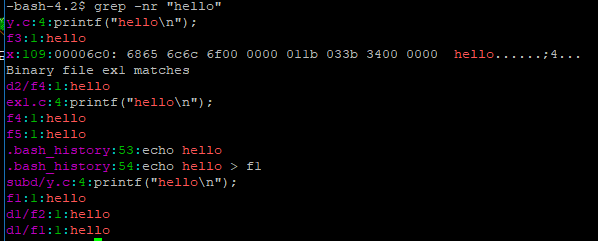 -bash-4.2$ grep -nr "hello"
y.c:4:printf("hello\n");
f3:1:hello
x:109:00006c0: 6865 6c6c 6f00 0000 011b 033b 3400 0000  hello......;4...
Binary file ex1 matches
d2/f4:1:hello
ex1.c:4:printf("hello\n");
f4:1:hello
f5:1:hello
.bash_history:53:echo hello
.bash_history:54:echo hello > f1
subd/y.c:4:printf("hello\n");
f1:1:hello
d1/f2:1:hello
d1/f1:1:hello